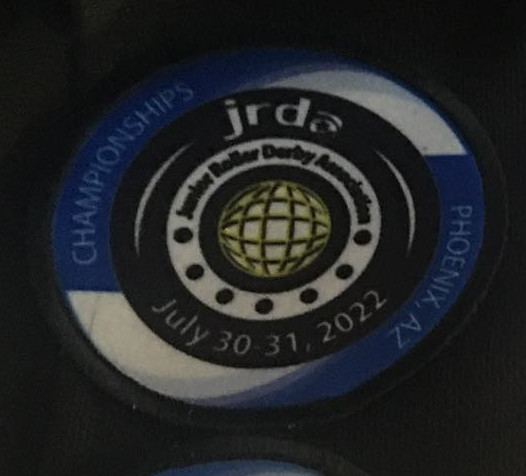 CHAMPIONSHIPS
jrda
Junior Roller Derby Association
July 30-31, 2022
PHOENIX, AZ